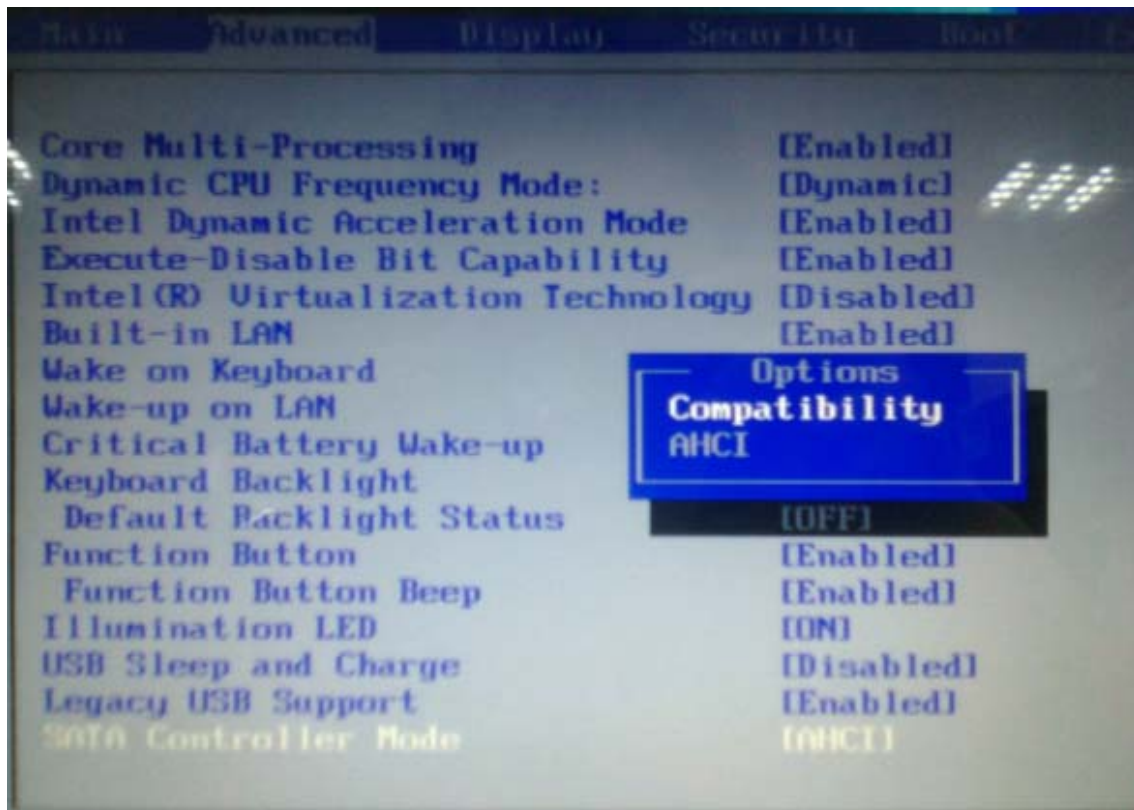 Main Advanced Display Security Boot
Core Multi-Processing [Enabled]
Dynamic CPU Frequency Mode: [Dynamic]
Intel Dynamic Acceleration Mode [Enabled]
Execute-Disable Bit Capability [Enabled]
Intel(R) Virtualization Technology [Disabled]
Built-in LAN [Enabled]
Wake on Keyboard
Options
Wake-up on LAN
Compatibility
Critical Battery Wake-up
AHCI
Keyboard Backlight
Default Backlight Status [OFF]
Function Button [Enabled]
Function Button Beep [Enabled]
Illumination LED [ON]
USB Sleep and Charge [Disabled]
Legacy USB Support [Enabled]
SATA Controller Mode [AHCI]